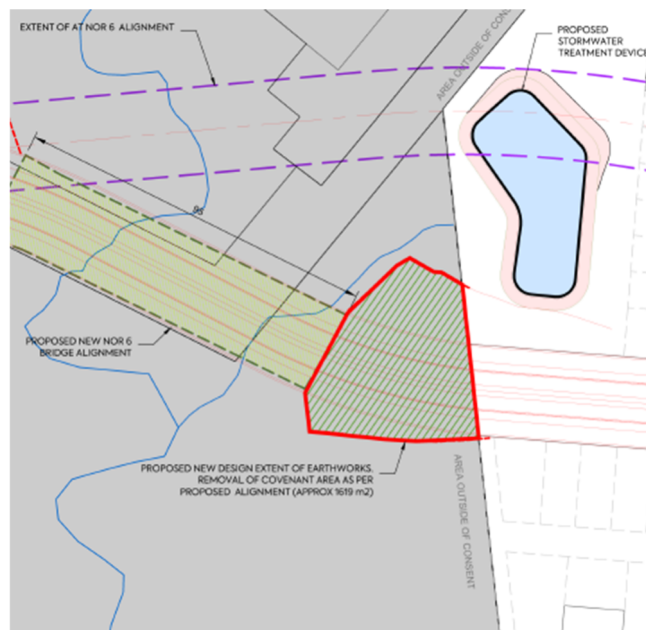 EXTENT OF AT NOR 6 ALIGNMENT
PROPOSED
STORMWATER
TREATMENT DEVICE
AREA OUTSIDE OF CONSENT
PROPOSED NEW NOR 6
BRIDGE ALIGNMENT
PROPOSED NEW DESIGN EXTENT OF EARTHWORKS.
REMOVAL OF COVENANT AREA AS PER
PROPOSED ALIGNMENT (APPROX 1619 m2)
AREA OUTSIDE OF CONSENT